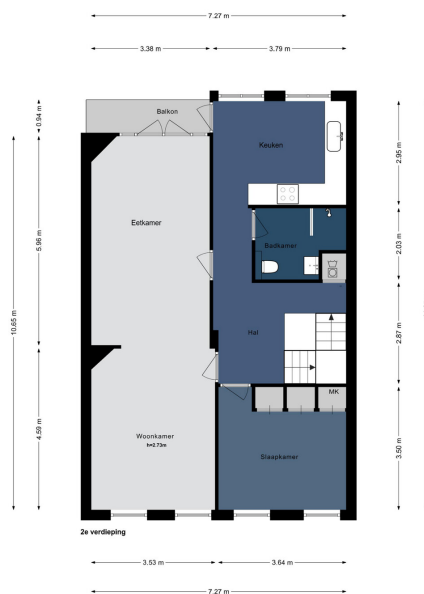 7.27 m
3.38 m
3.79 m
0.94 m
Balkon
Keuken
2.95 m
5.96 m
Eetkamer
Badkamer
2.03 m
10.65 m
Hal
2.87 m
4.59 m
MK
Woonkamer
h=2.73m
Slaapkamer
3.50 m
2e verdieping
3.53 m
3.64 m
7.27 m